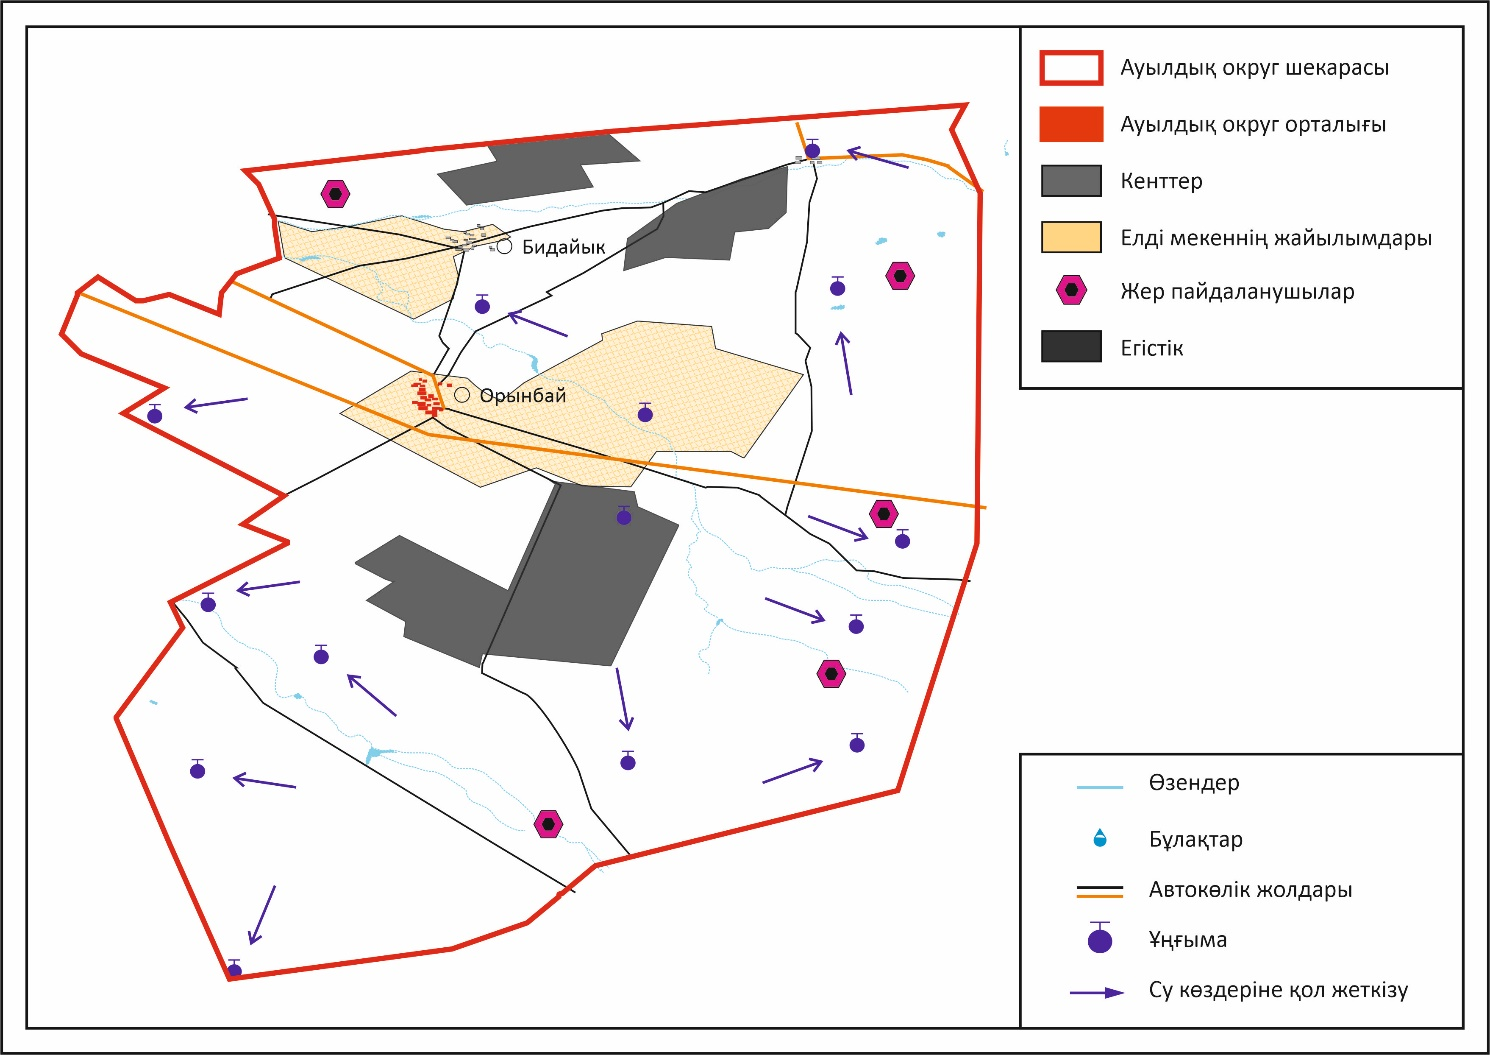 Ауылдық округ шекарасы
Ауылдық округ орталығы
Кенттер
Елді мекеннің жайылымдары
Жер пайдаланушылар
Егістік
Бидайык
Орынбай
Өзендер
Бұлақтар
Автокөлік жолдары
Ұңғыма
Су көздеріне қол жеткізу